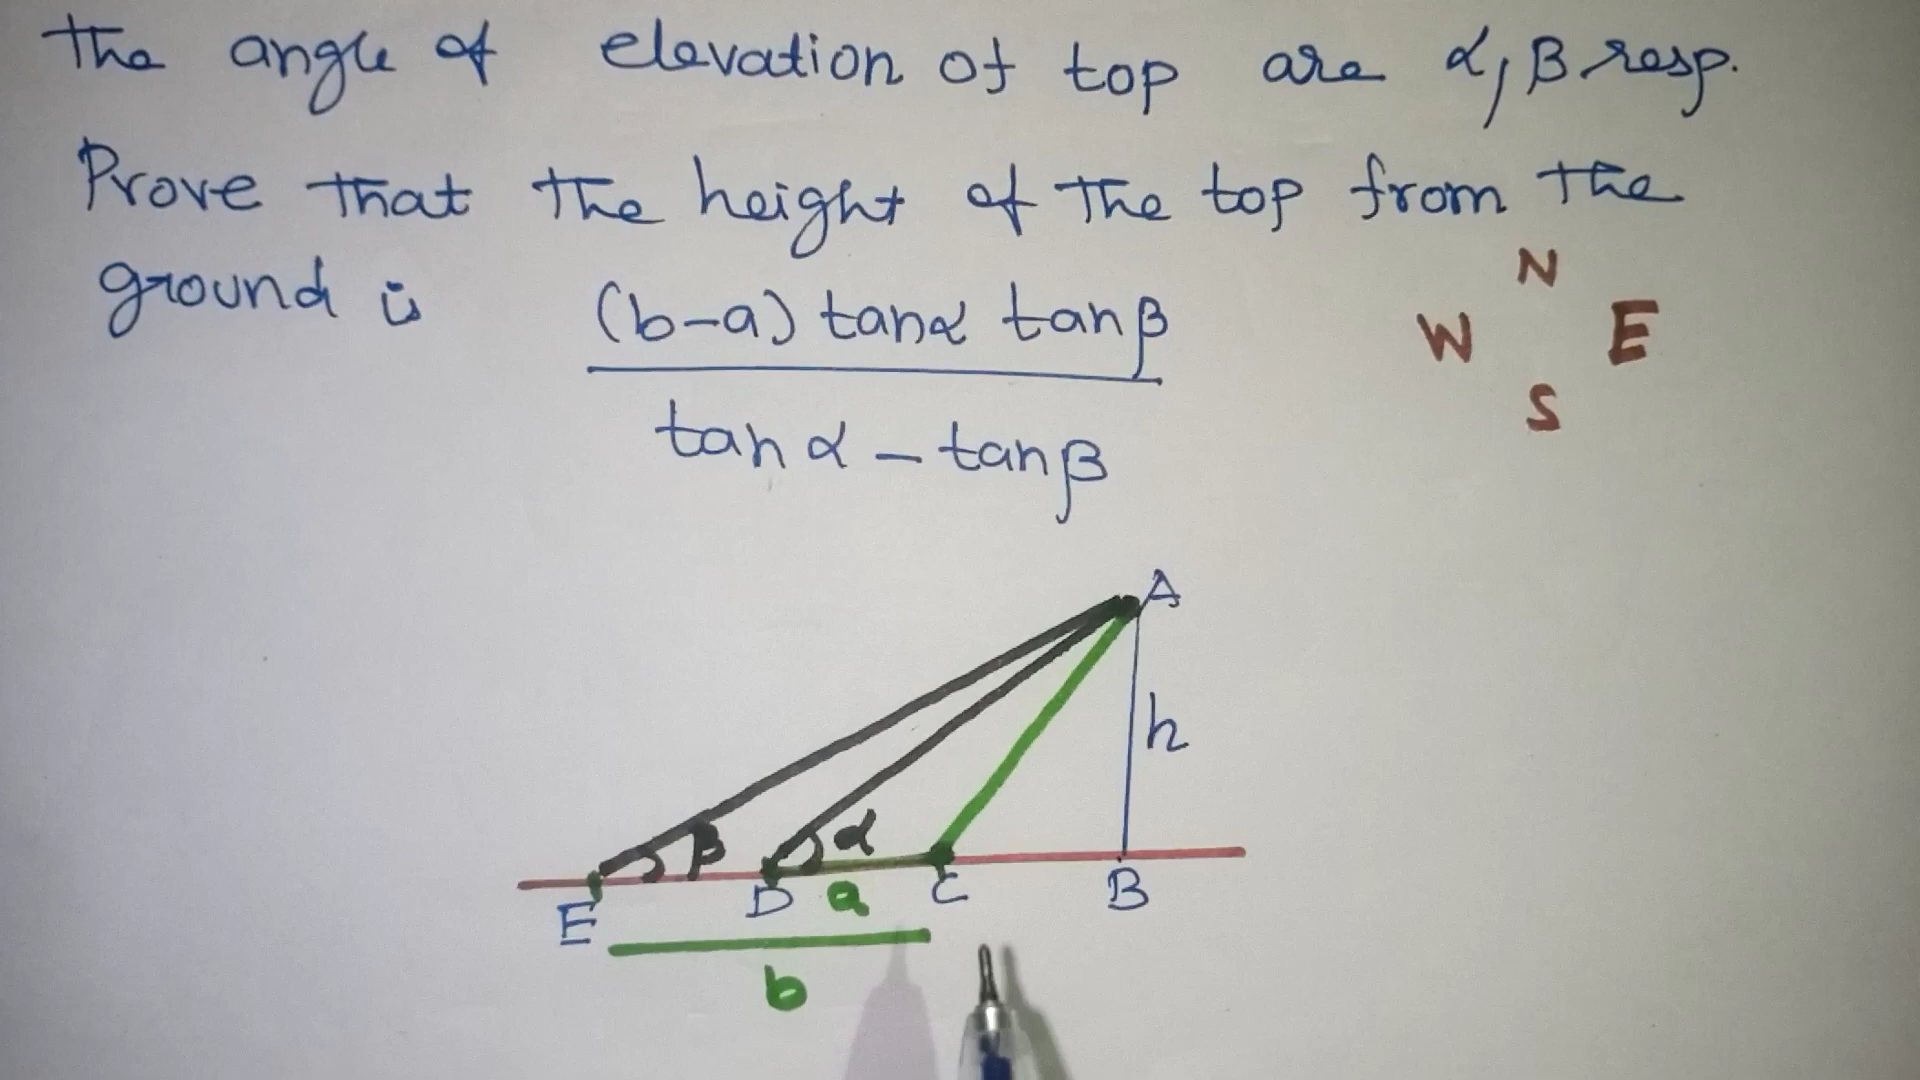 The angle of elevation of top are α, β resp.
Prove that the height of the top from the
ground is (b-a) tanα tanβ
tan α - tanβ
N
W E
S
A
h
β α
E D a C B
b